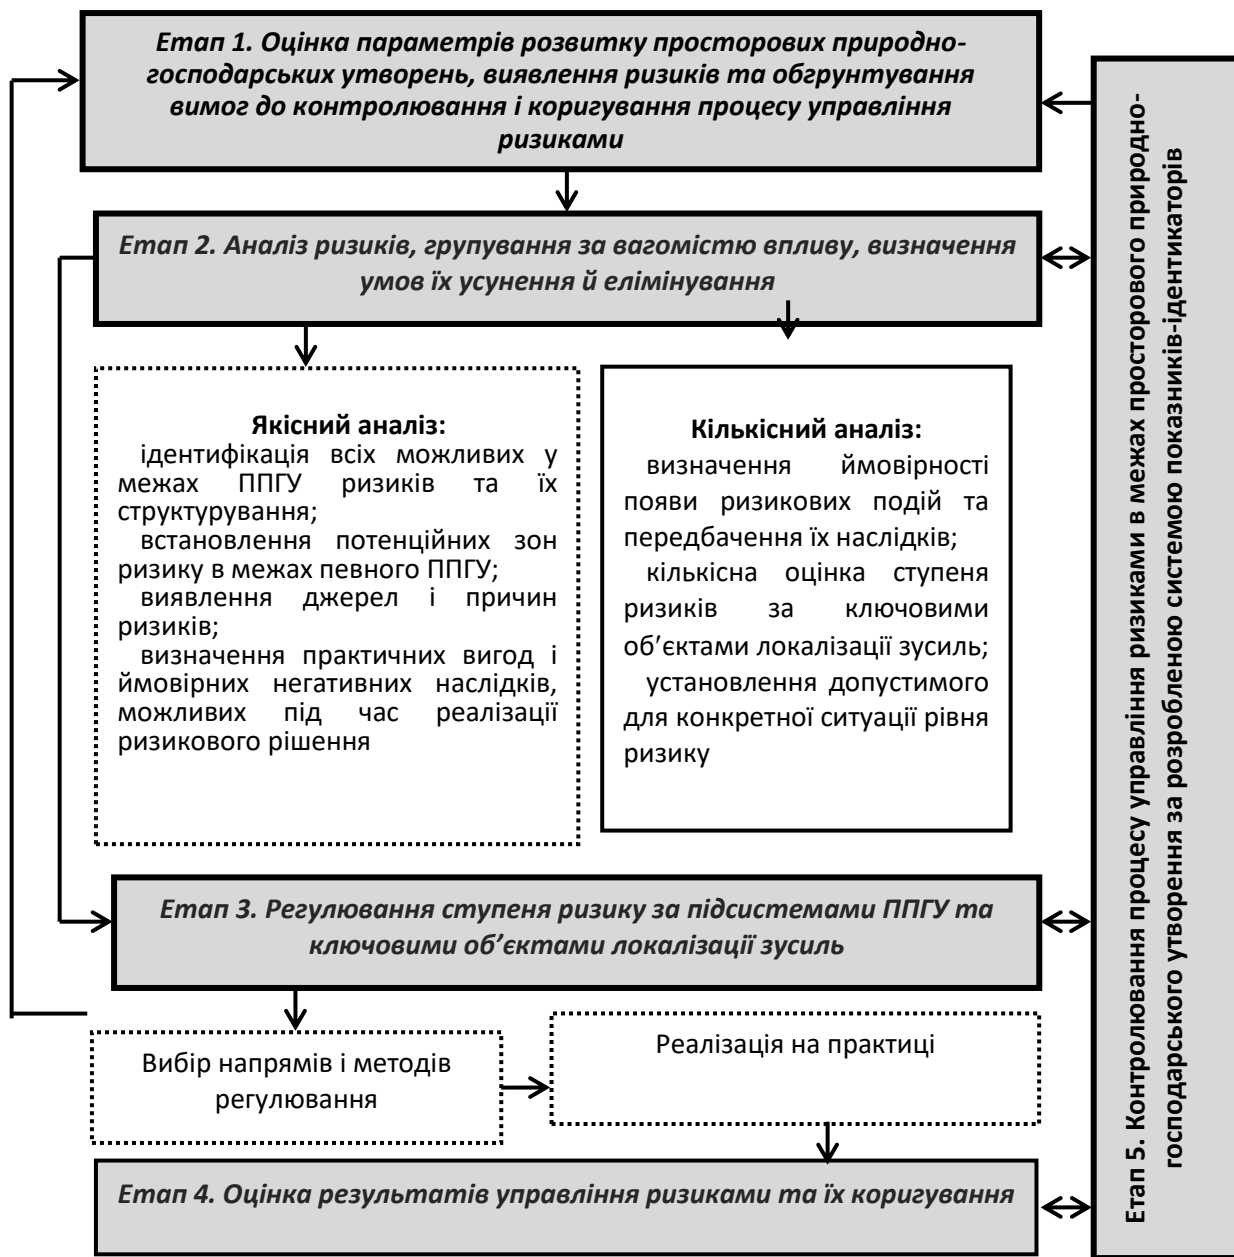 Етап 1. Оцінка параметрів розвитку просторових природно-
господарських утворень, виявлення ризиків та обгрунтування
вимог до контролювання і коригування процесу управління
ризиками
Етап 2. Аналіз ризиків, групування за вагомістю впливу, визначення
умов їх усунення й елімінування
Якісний аналіз:
ідентифікація всіх можливих у
межах ППГУ ризиків та їх
структурування;
встановлення потенційних зон
ризику в межах певного ППГУ;
виявлення джерел і причин
ризиків;
визначення практичних вигод і
ймовірних негативних наслідків,
можливих під час реалізації
ризикового рішення
Кількісний аналіз:
визначення ймовірності
появи ризикових подій та
передбачення їх наслідків;
кількісна оцінка ступеня
ризиків за ключовими
об’єктами локалізації зусиль;
установлення допустимого
для конкретної ситуації рівня
ризику
Етап 3. Регулювання ступеня ризику за підсистемами ППГУ та
ключовими об’єктами локалізації зусиль
Вибір напрямів і методів
регулювання
Реалізація на практиці
Етап 4. Оцінка результатів управління ризиками та їх коригування
Етап 5. Контролювання процесу управління ризиками в межах просторового природно-
господарського утворення за розробленою системою показників-ідентикаторів